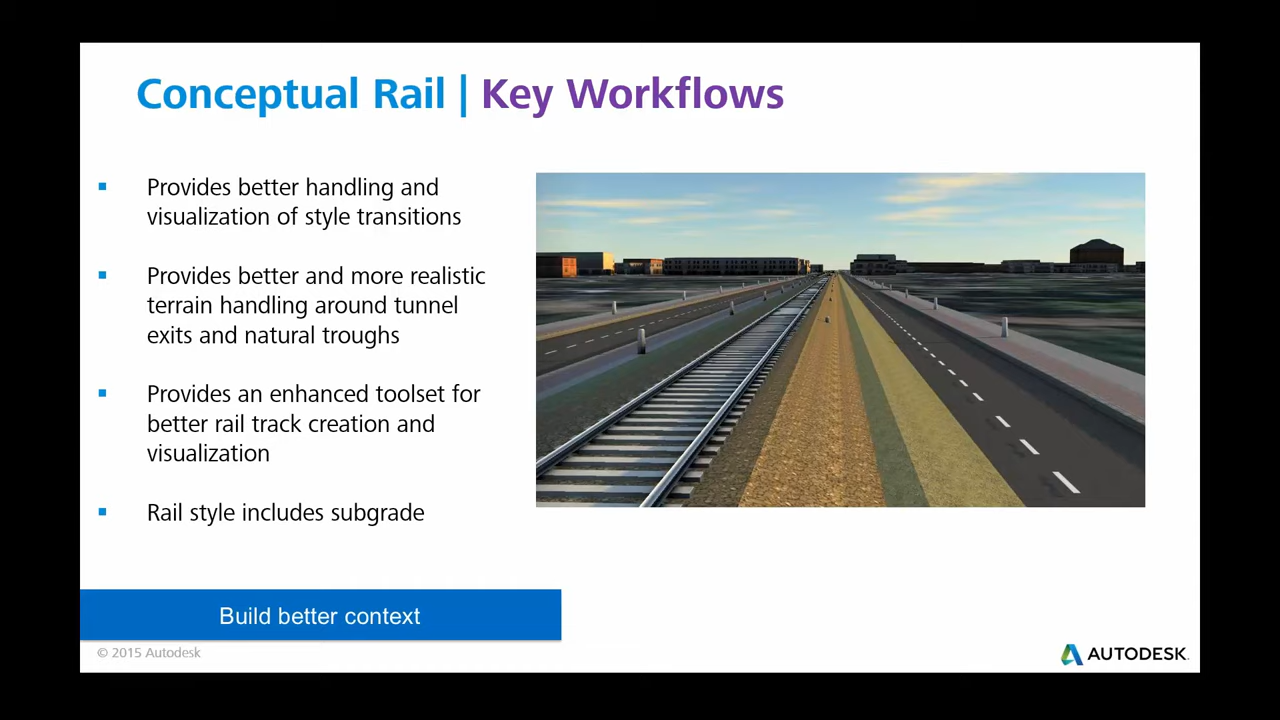 Conceptual Rail | Key Workflows
Provides better handling and
visualization of style transitions
Provides better and more realistic
terrain handling around tunnel
exits and natural troughs
Provides an enhanced toolset for
better rail track creation and
visualization
Rail style includes subgrade
Build better context
© 2015 Autodesk
AUTODESK.